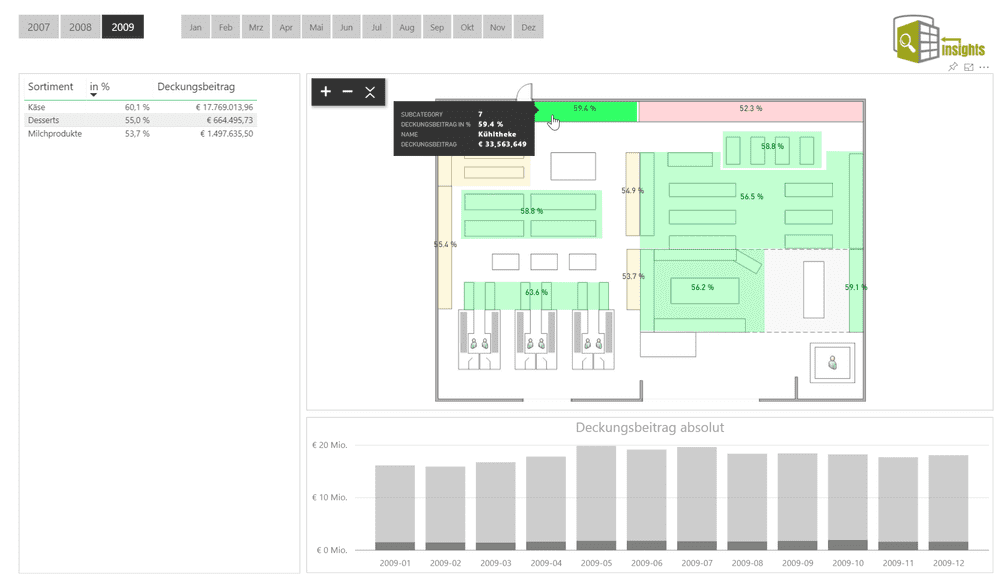 2007 2008 2009 Jan Feb Mrz Apr Mai Jun Jul Aug Sep Okt Nov Dez
insights
Sortiment in % Deckungsbeitrag
Käse 60,1 % € 17.769.013,96
Desserts 55,0 % € 664.495,73
Milchprodukte 53,7 % € 1.497.635,50
+ −
59.4 % 52.3 %
SUBCATEGORY 7
DECKUNGSBEITRAG IN % 59.4 %
NAME Kühltheke
DECKUNGSBEITRAG € 33,563,649
58.8 %
54.9 %
56.5 %
58.8 %
55.4 %
53.7 %
56.2 %
59.1 %
63.6 %
Deckungsbeitrag absolut
€ 20 Mio.
€ 10 Mio.
€ 0 Mio.
2009-01 2009-02 2009-03 2009-04 2009-05 2009-06 2009-07 2009-08 2009-09 2009-10 2009-11 2009-12